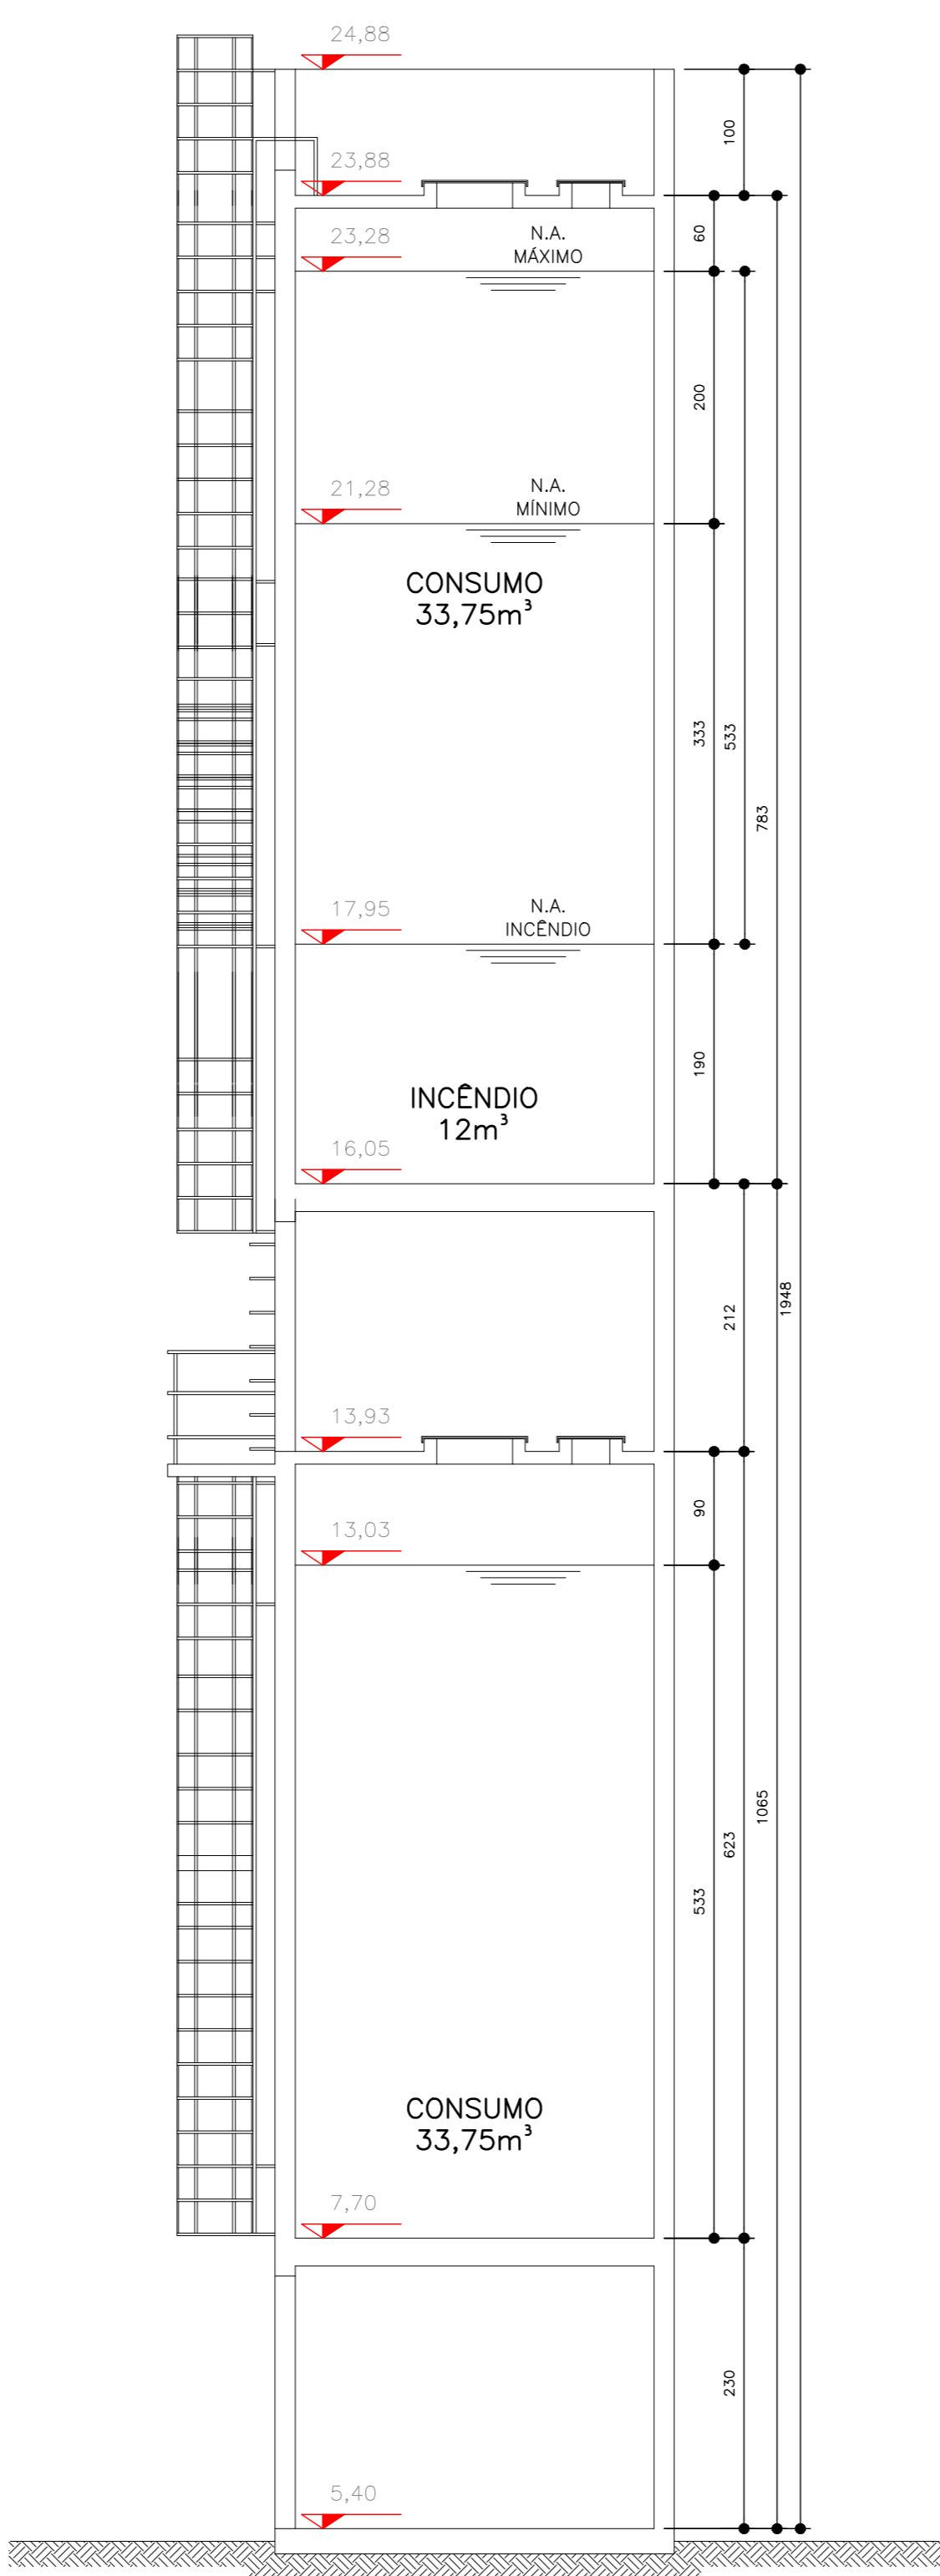 24,88
100
23,88
60
23,28
N.A.
MÁXIMO
200
21,28
N.A.
MÍNIMO
CONSUMO
33,75m³
333
533
783
17,95
N.A.
INCÊNDIO
190
INCÊNDIO
12m³
16,05
1948
212
13,93
90
13,03
1065
623
533
CONSUMO
33,75m³
7,70
230
5,40